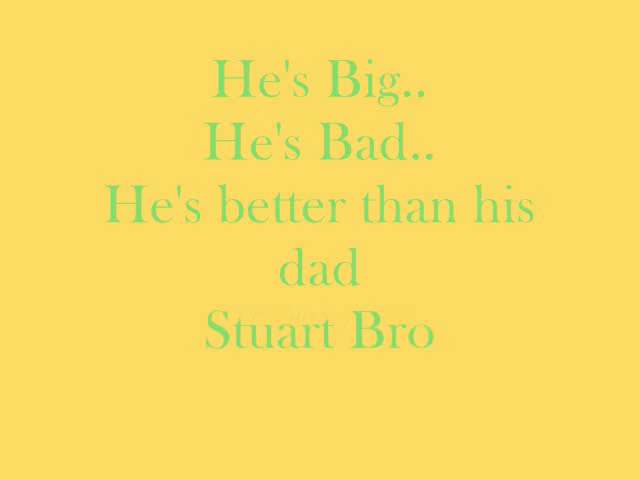 He's Big..
He's Bad..
He's better than his
dad
Stuart Bro